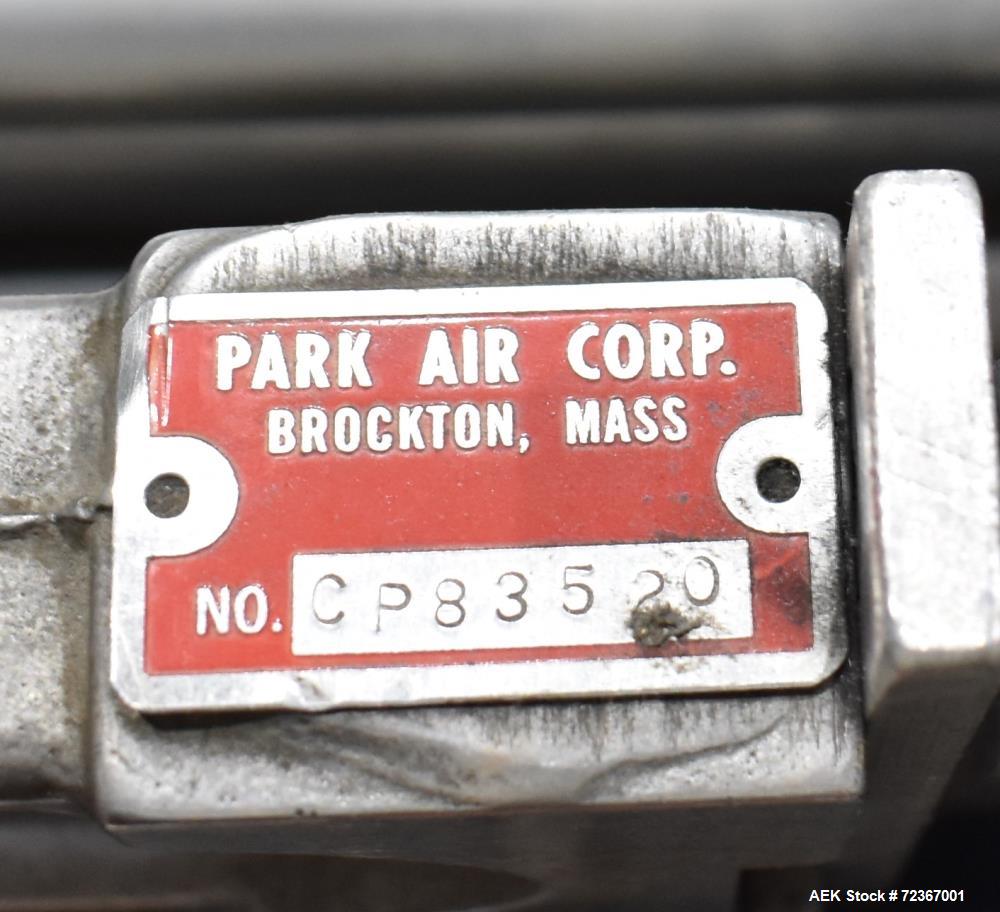 PARK AIR CORP.
BROCKTON, MASS
NO. CP83520
AEK Stock # 72367001